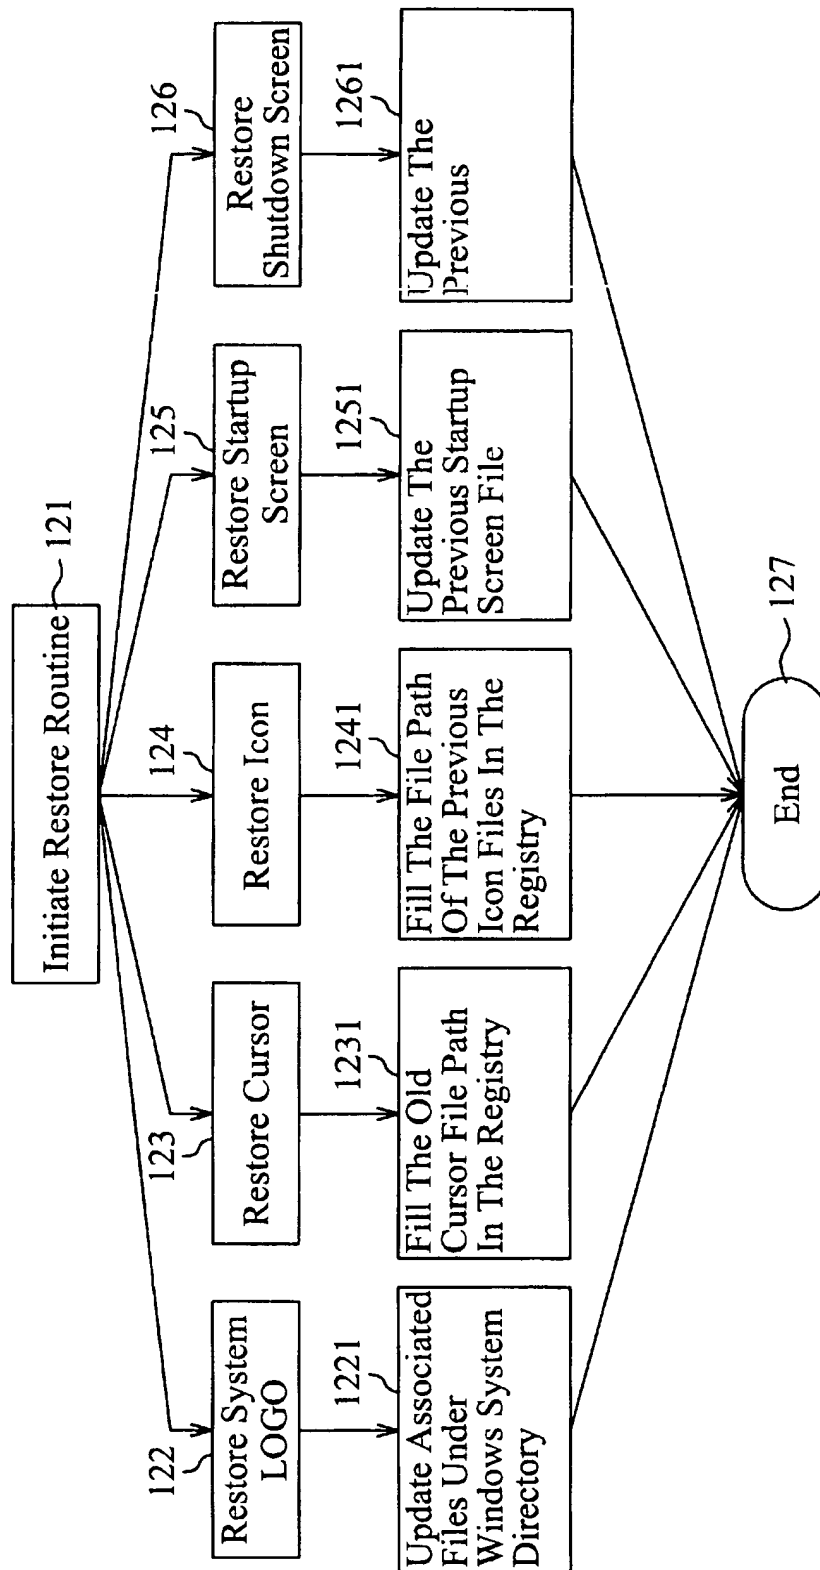 Initiate Restore Routine
121
122
Restore System
LOGO
123
Restore Cursor
124
Restore Icon
125
Restore Startup
Screen
126
Restore
Shutdown Screen
1221
Update Associated
Files Under
Windows System
Directory
1231
Fill The Old
Cursor File Path
In The Registry
1241
Fill The File Path
Of The Previous
Icon Files In The
Registry
1251
Update The
Previous Startup
Screen File
1261
Update The
Previous
End
127